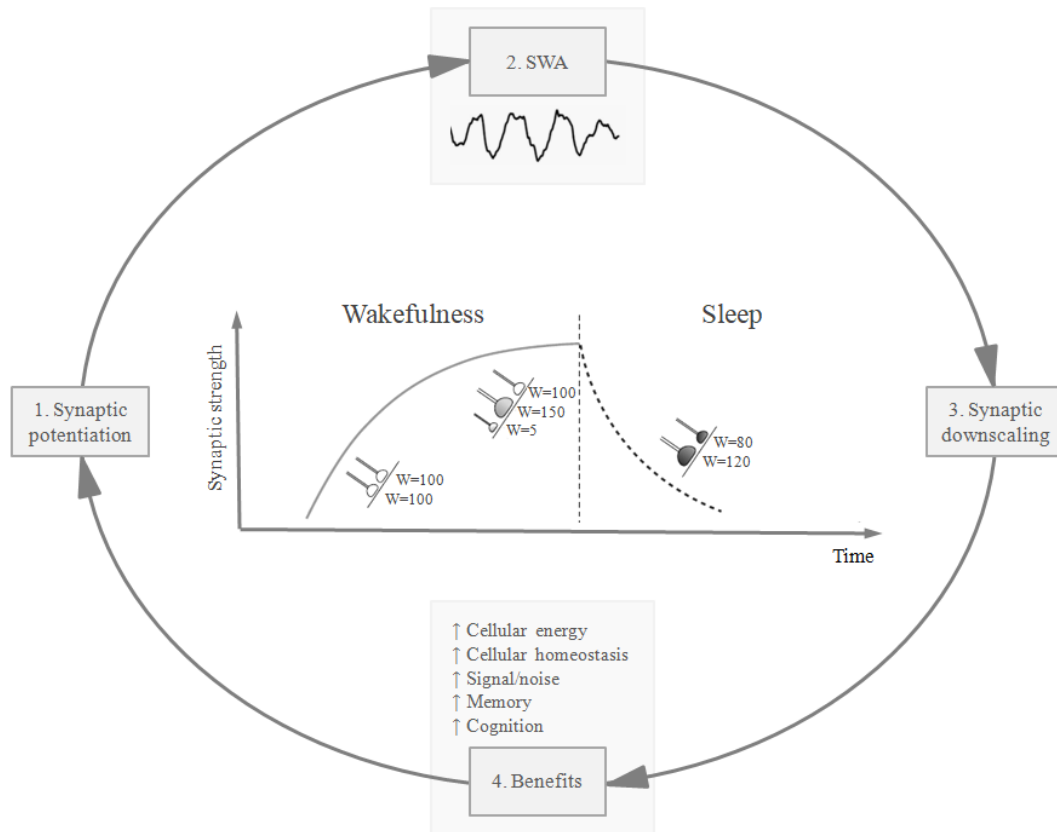 2. SWA
Wakefulness
Sleep
Synaptic strength
W=100
W=150
W=5
W=100
W=100
W=80
W=120
Time
1. Synaptic
potentiation
3. Synaptic
downscaling
↑ Cellular energy
↑ Cellular homeostasis
↑ Signal/noise
↑ Memory
↑ Cognition
4. Benefits